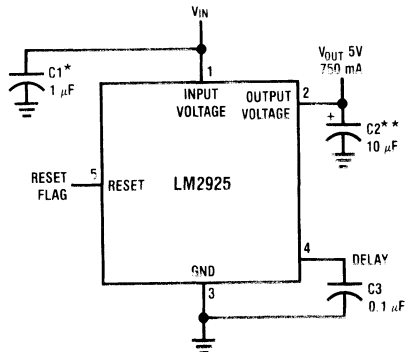 VIN
C1*
1 μF
1
INPUT
VOLTAGE
OUTPUT
VOLTAGE
2
VOUT 5V
750 mA
+
C2**
10 μF
RESET
FLAG
5
RESET
LM2925
4
DELAY
GND
3
C3
0.1 μF